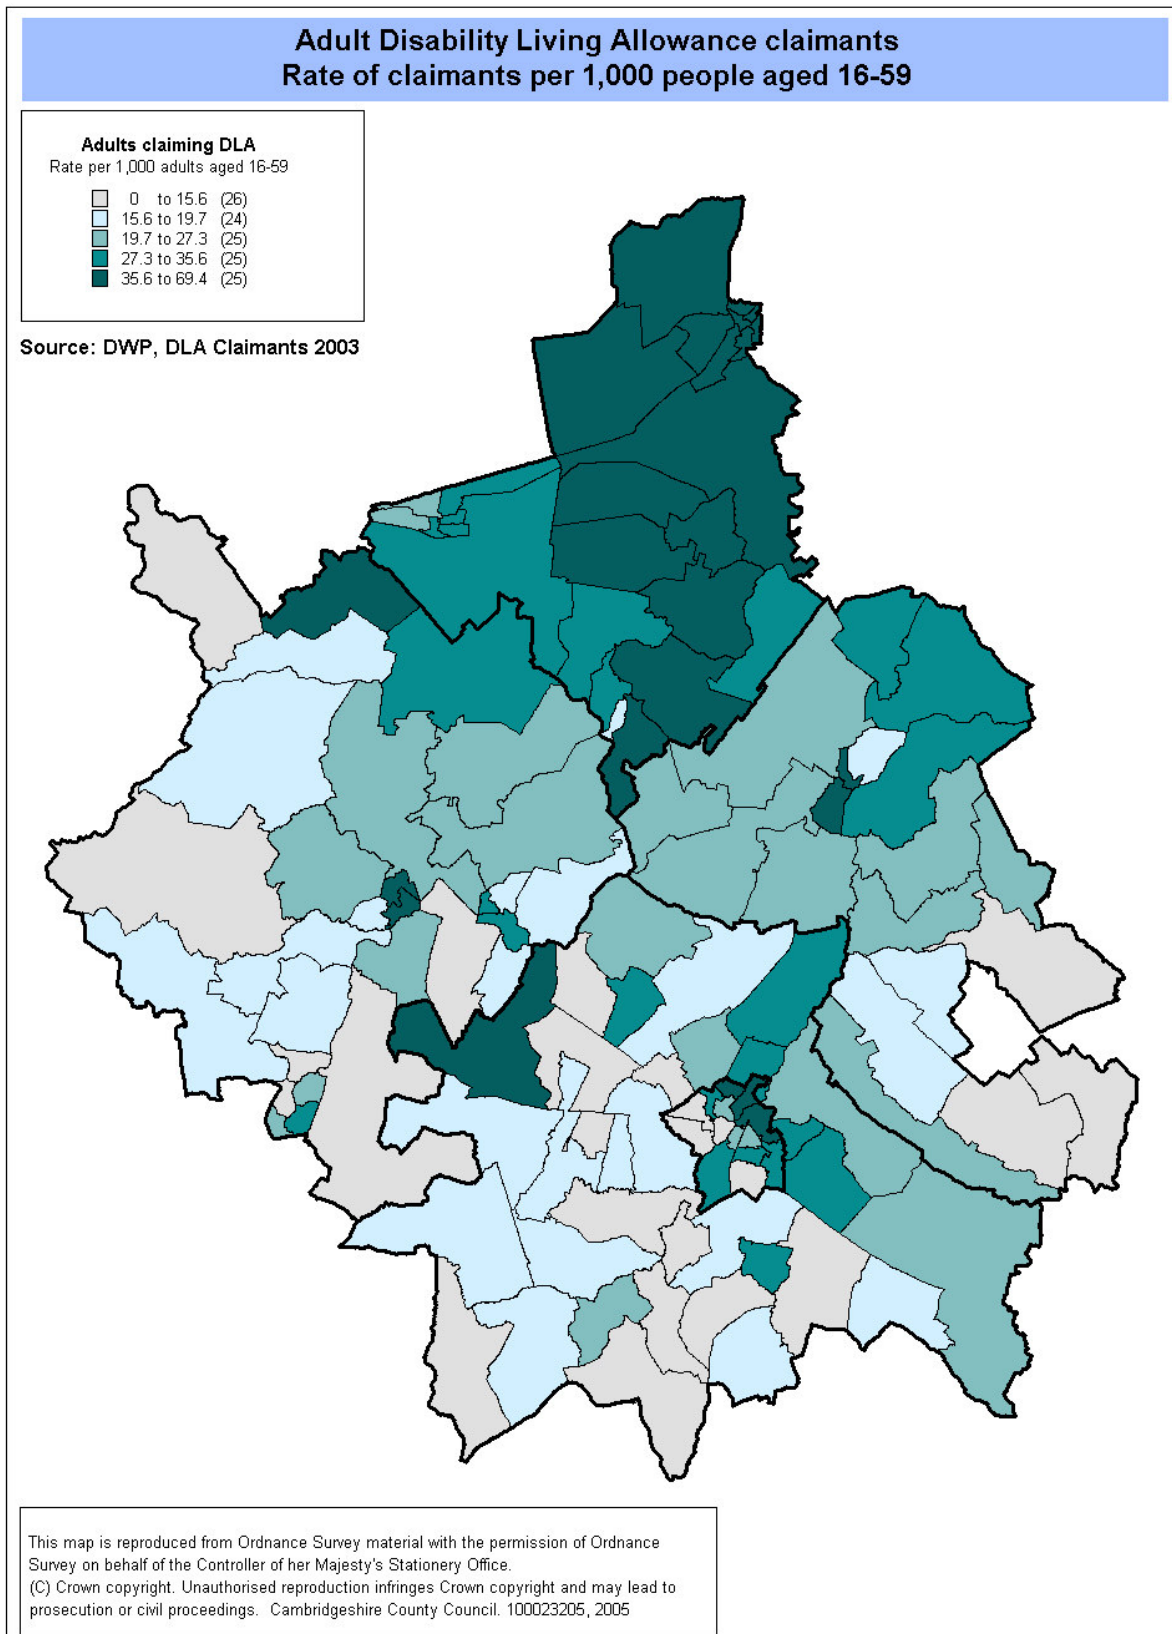 Adult Disability Living Allowance claimants
Rate of claimants per 1,000 people aged 16-59
Adults claiming DLA
Rate per 1,000 adults aged 16-59
0 to 15.6 (26)
15.6 to 19.7 (24)
19.7 to 27.3 (25)
27.3 to 35.6 (25)
35.6 to 69.4 (25)
Source: DWP, DLA Claimants 2003
This map is reproduced from Ordnance Survey material with the permission of Ordnance
Survey on behalf of the Controller of her Majesty's Stationery Office.
(C) Crown copyright. Unauthorised reproduction infringes Crown copyright and may lead to
prosecution or civil proceedings. Cambridgeshire County Council. 100023205, 2005